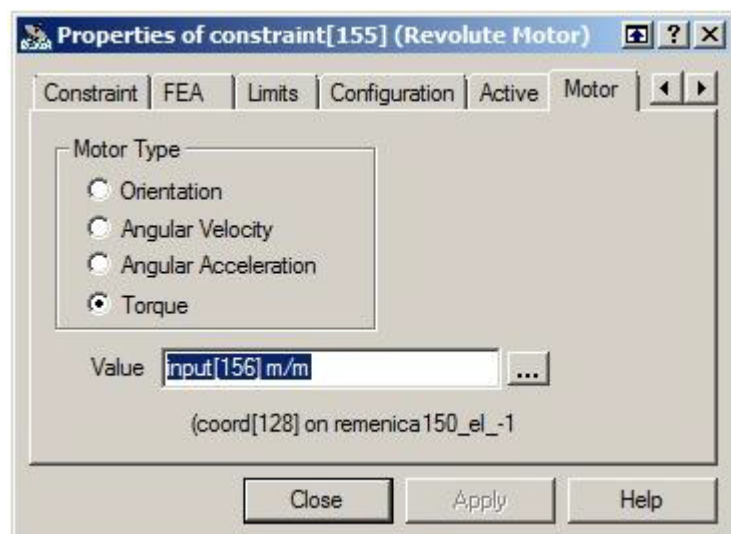 Properties of constraint[155] (Revolute Motor)
Constraint FEA Limits Configuration Active Motor
Motor Type
Orientation
Angular Velocity
Angular Acceleration
Torque
Value input[156] m/m ...
(coord[128] on remenica150_el_-1
Close Apply Help